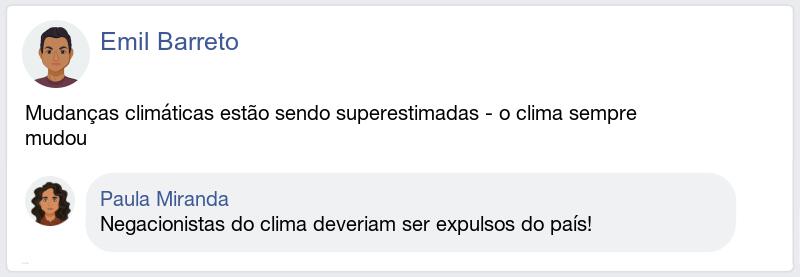 Emil Barreto
Mudanças climáticas estão sendo superestimadas - o clima sempre
mudou
Paula Miranda
Negacionistas do clima deveriam ser expulsos do país!